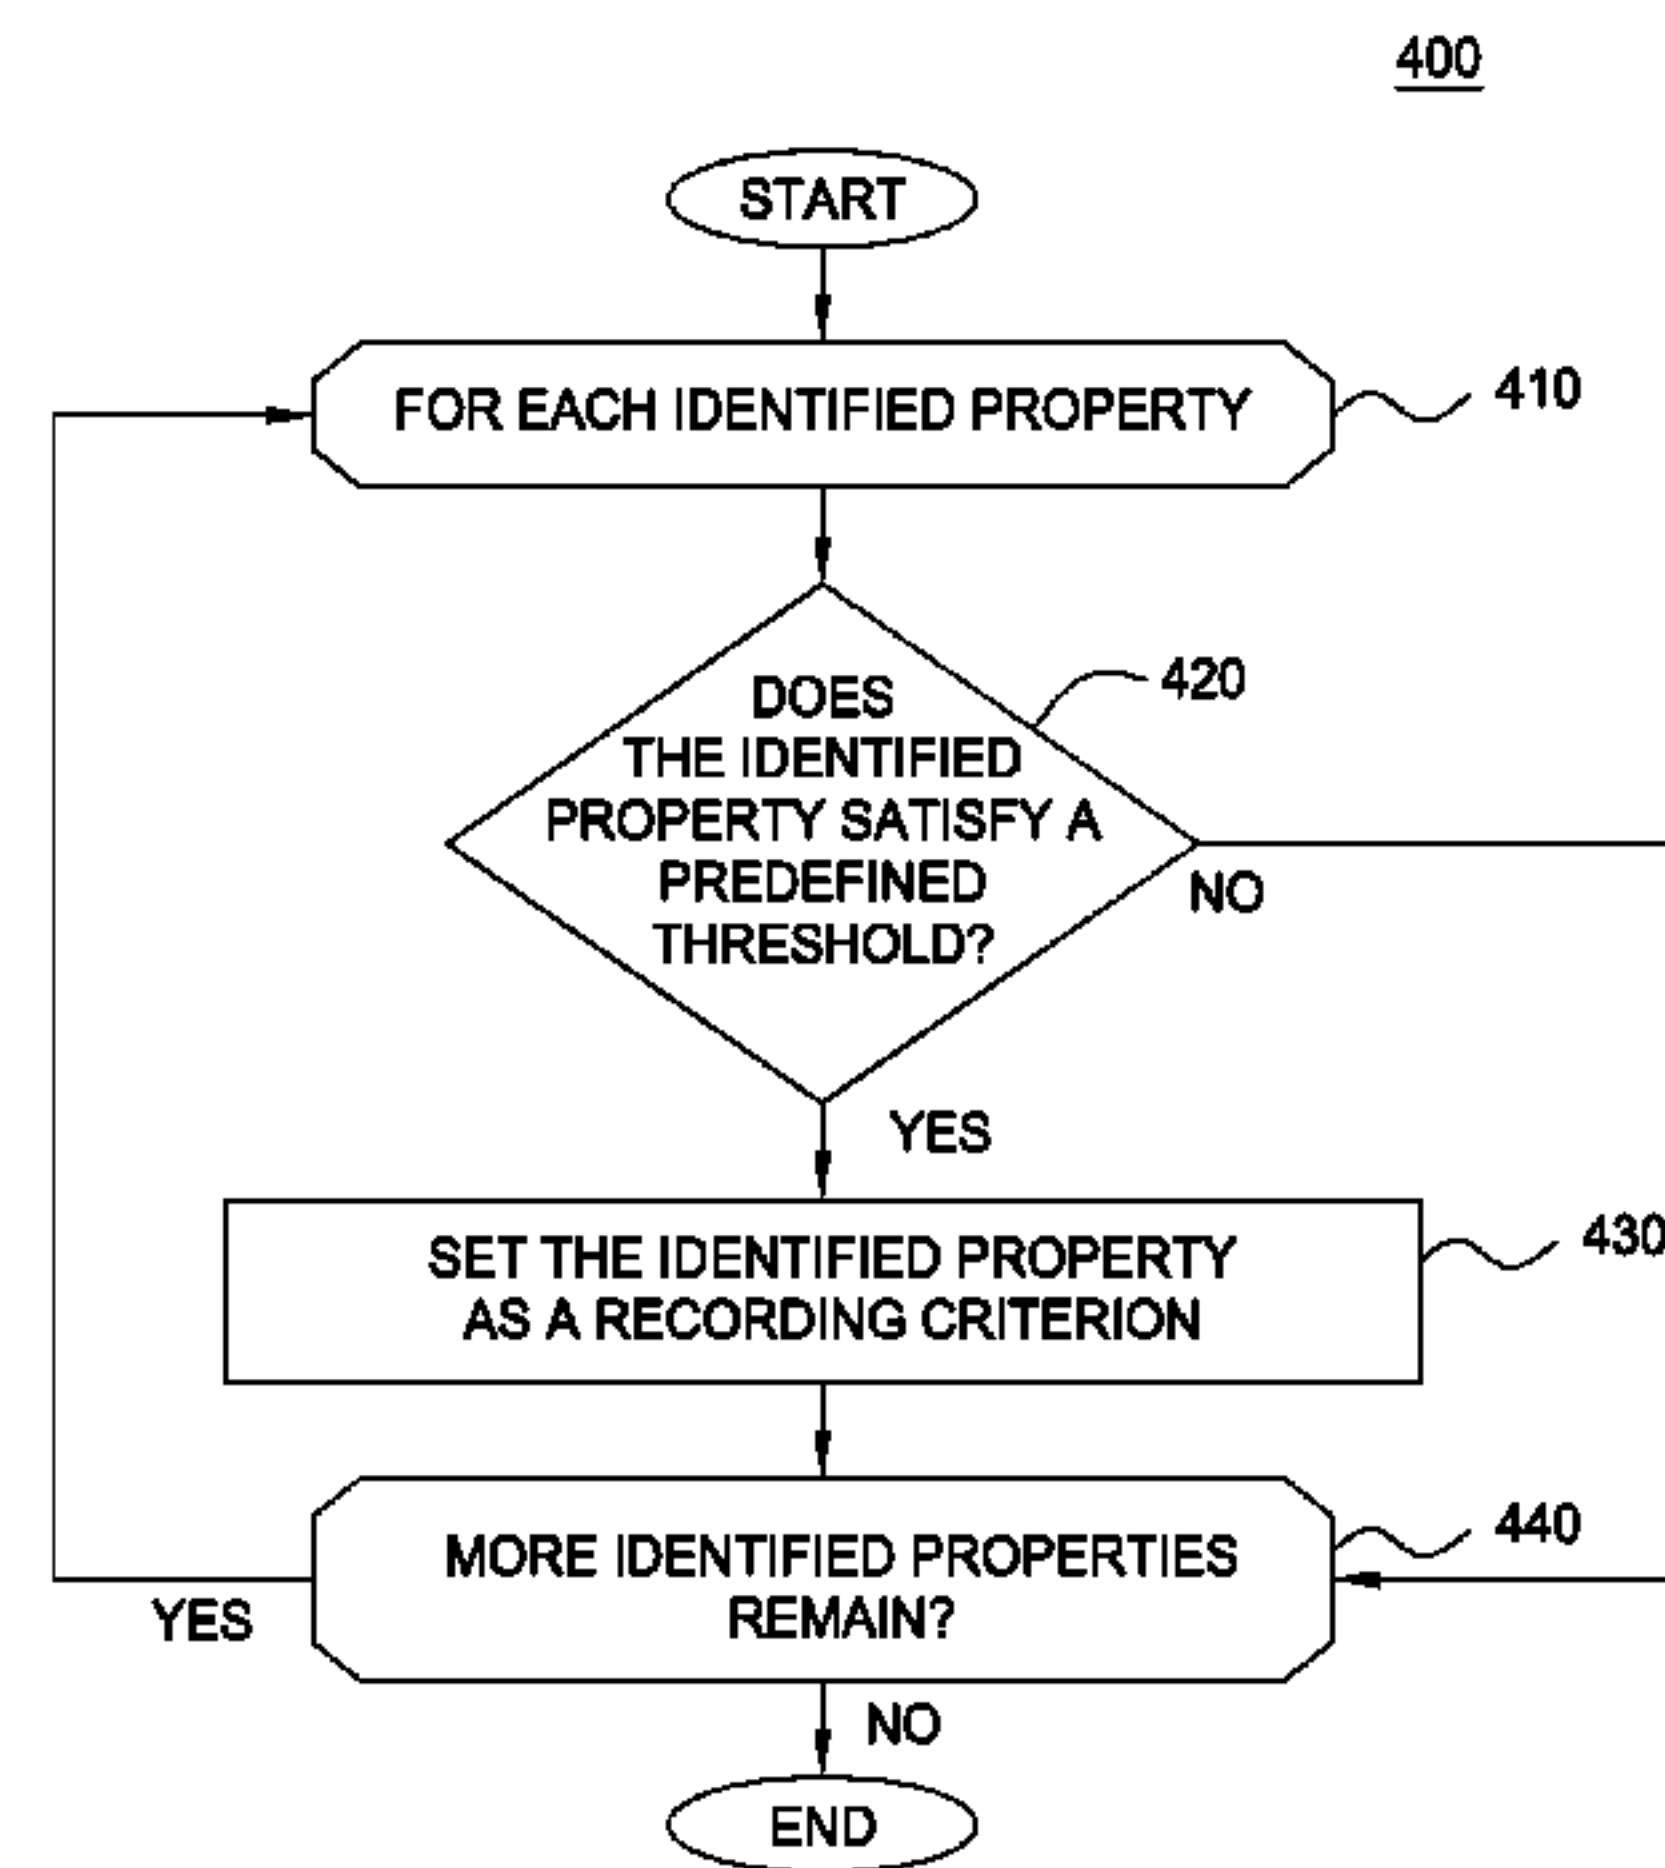 400
START
FOR EACH IDENTIFIED PROPERTY
410
DOES
THE IDENTIFIED
PROPERTY SATISFY A
PREDEFINED
THRESHOLD?
420
NO
YES
SET THE IDENTIFIED PROPERTY
AS A RECORDING CRITERION
430
MORE IDENTIFIED PROPERTIES
REMAIN?
440
YES
NO
END